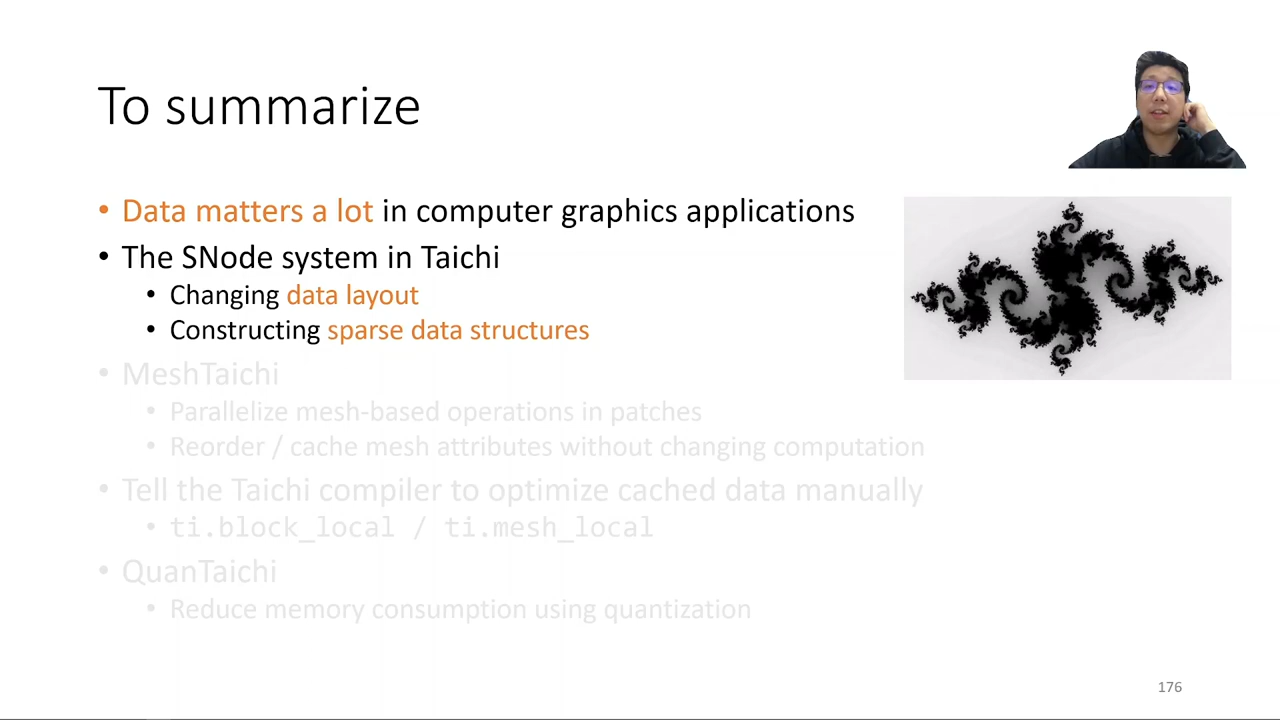 To summarize
• Data matters a lot in computer graphics applications
• The SNode system in Taichi
• Changing data layout
• Constructing sparse data structures
• MeshTaichi
• Parallelize mesh-based operations in patches
• Reorder / cache mesh attributes without changing computation
• Tell the Taichi compiler to optimize cached data manually
• ti.block_local / ti.mesh_local
• QuanTaichi
• Reduce memory consumption using quantization
176